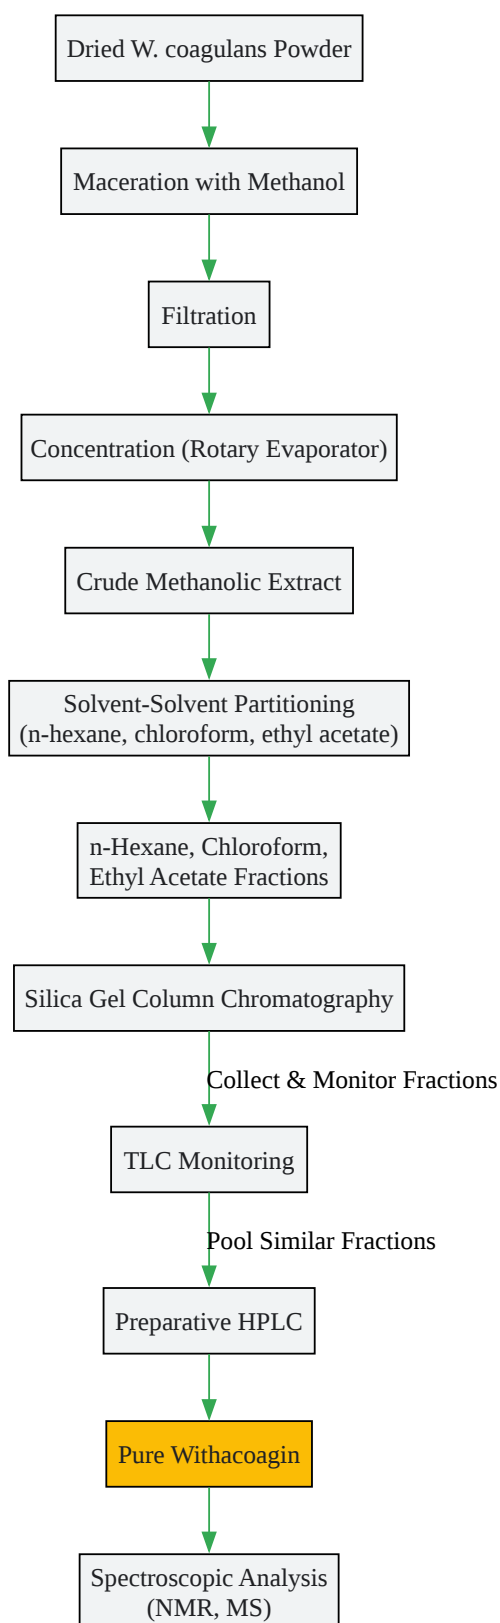 Dried W. coagulans Powder
Maceration with Methanol
Filtration
Concentration (Rotary Evaporator)
Crude Methanolic Extract
Solvent-Solvent Partitioning
(n-hexane, chloroform, ethyl acetate)
n-Hexane, Chloroform,
Ethyl Acetate Fractions
Silica Gel Column Chromatography
Collect & Monitor Fractions
TLC Monitoring
Pool Similar Fractions
Preparative HPLC
Pure Withacoagin
Spectroscopic Analysis
(NMR, MS)